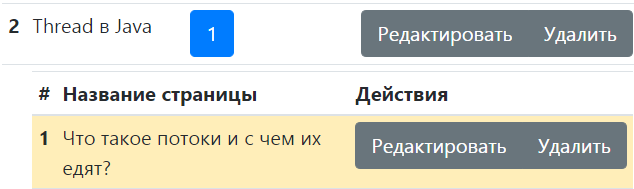 2 Thread в Java 1 Редактировать Удалить
# Название страницы Действия
1 Что такое потоки и с чем их Редактировать Удалить
едят?